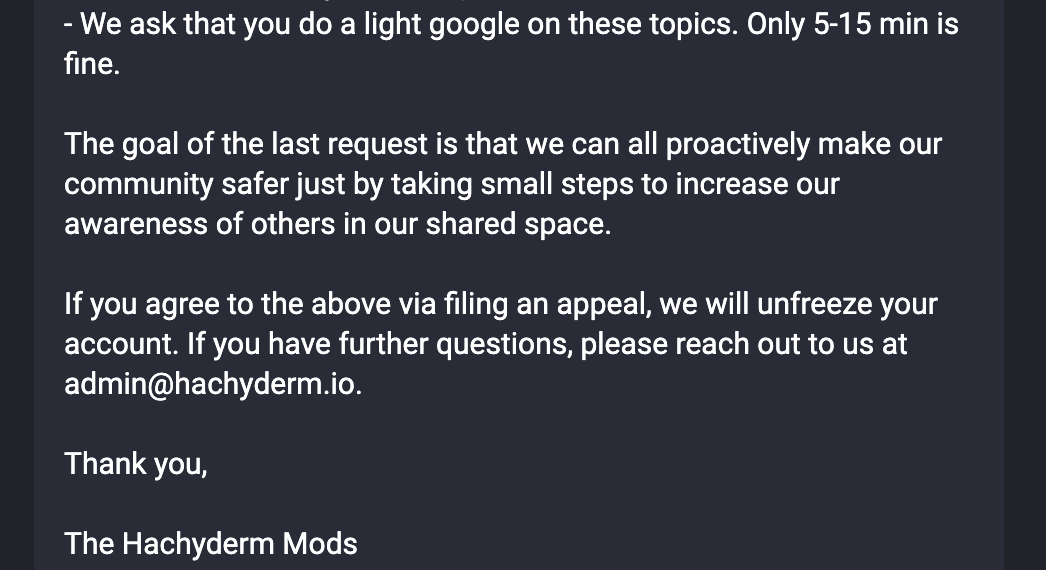 - We ask that you do a light google on these topics. Only 5-15 min is
fine.
The goal of the last request is that we can all proactively make our
community safer just by taking small steps to increase our
awareness of others in our shared space.
If you agree to the above via filing an appeal, we will unfreeze your
account. If you have further questions, please reach out to us at
admin@hachyderm.io.
Thank you,
The Hachyderm Mods